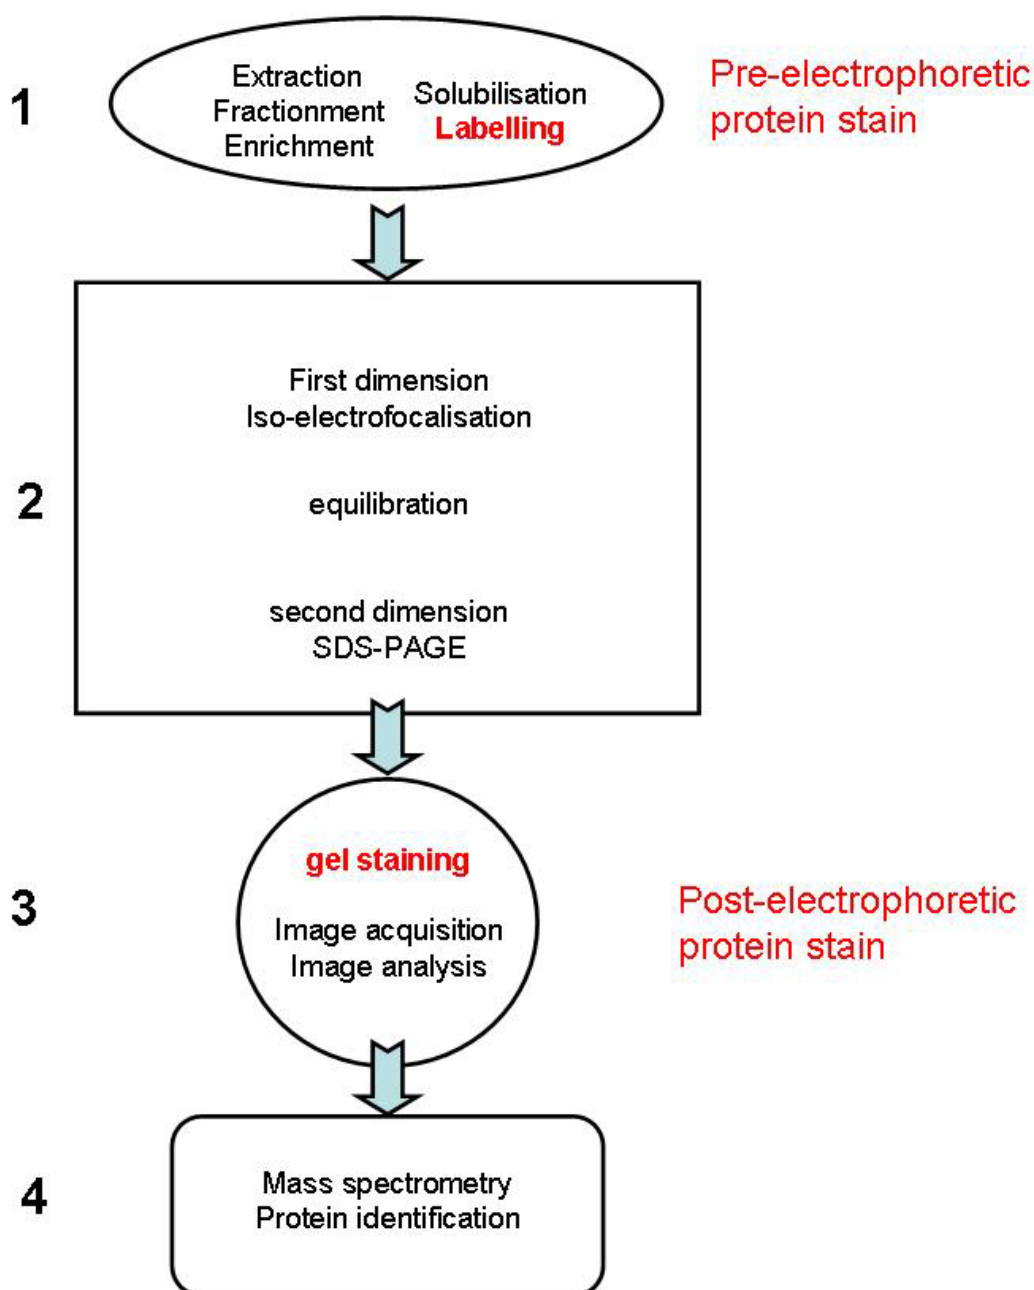 1
Extraction
Fractionment
Enrichment
Solubilisation
Labelling
Pre-electrophoretic
protein stain
2
First dimension
Iso-electrofocalisation
equilibration
second dimension
SDS-PAGE
3
gel staining
Image acquisition
Image analysis
Post-electrophoretic
protein stain
4
Mass spectrometry
Protein identification